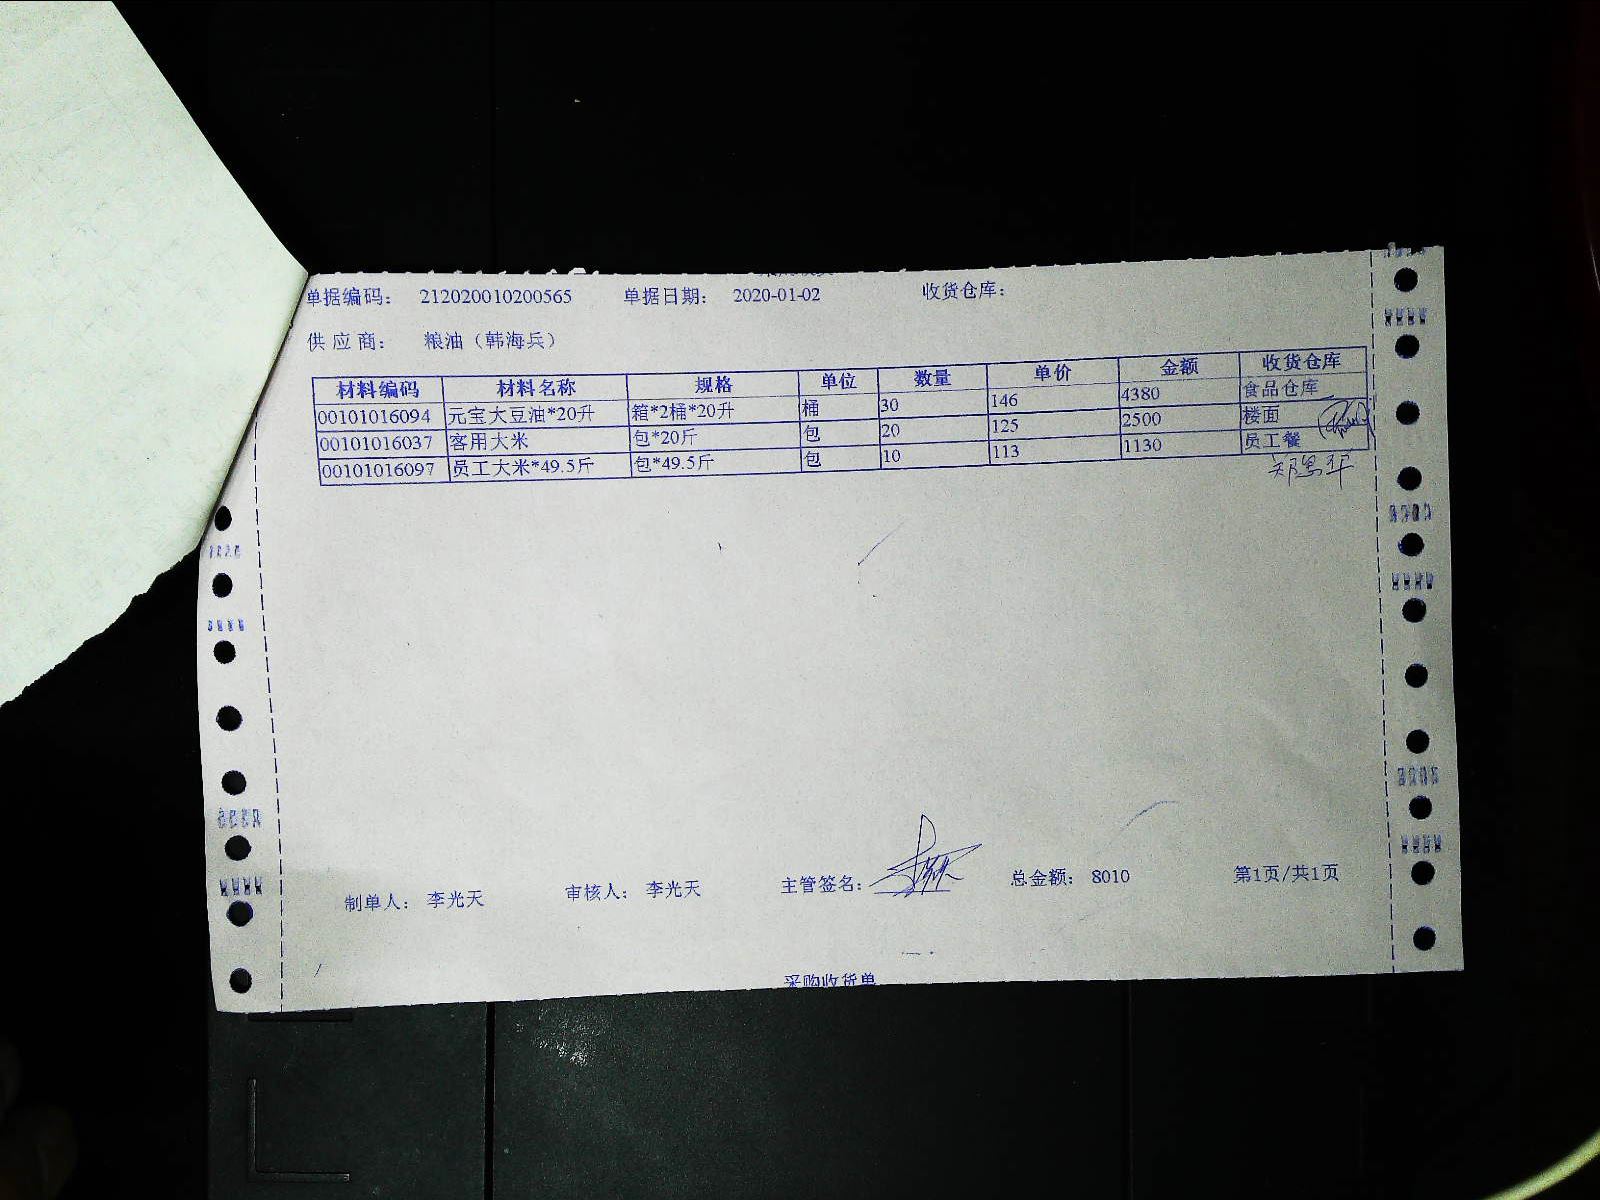 单据编码： 212020010200565 单据日期： 2020-01-02 收货仓库：
供 应 商： 粮油（韩海兵）
材料编码 材料名称 规格 单位 数量 单价 金额 收货仓库
00101016094 元宝大豆油*20升 箱*2桶*20升 桶 30 146 4380 食品仓库
00101016037 客用大米 包*20斤 包 20 125 2500 楼面
00101016097 员工大米*49.5斤 包*49.5斤 包 10 113 1130 员工餐
制单人： 李光天 审核人： 李光天 主管签名： 总金额： 8010 第1页/共1页
采购收货单